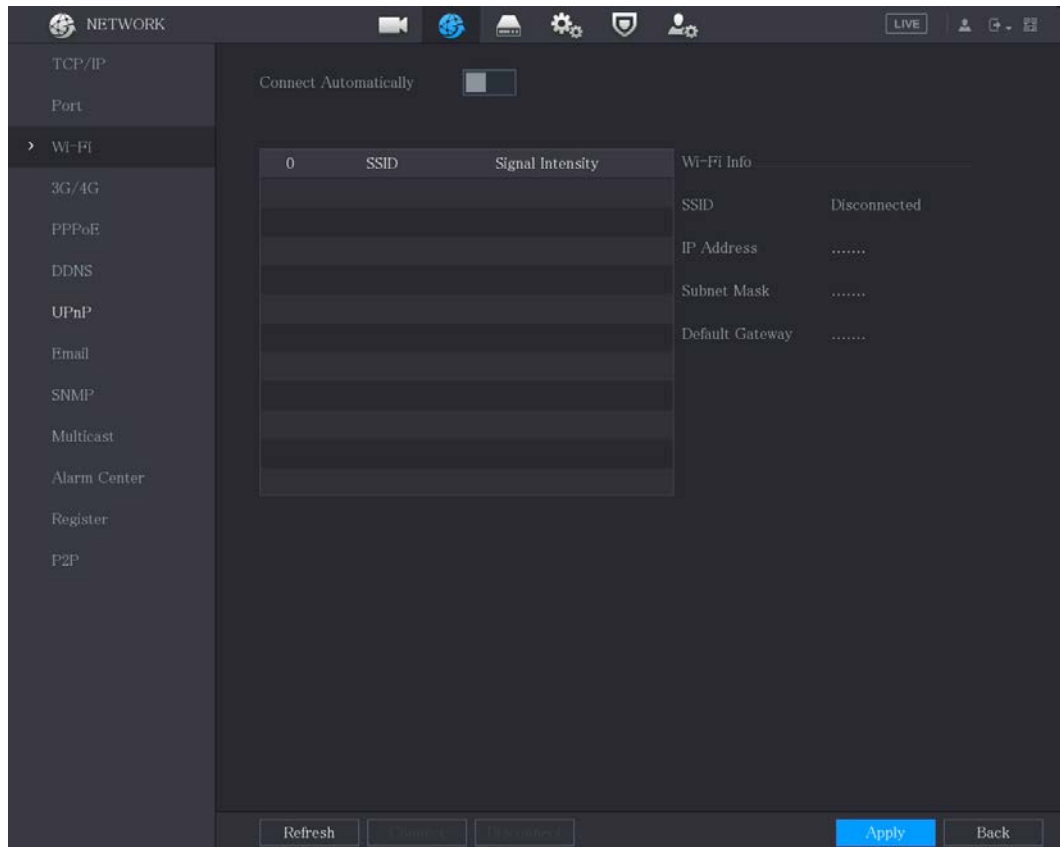 NETWORK
LIVE
TCP/IP
Port
Wi-Fi
3G/4G
PPPoE
DDNS
UPnP
Email
SNMP
Multicast
Alarm Center
Register
P2P
Connect Automatically
0 SSID Signal Intensity
Wi-Fi Info
SSID Disconnected
IP Address .......
Subnet Mask .......
Default Gateway .......
Refresh Connect Disconnect Apply Back